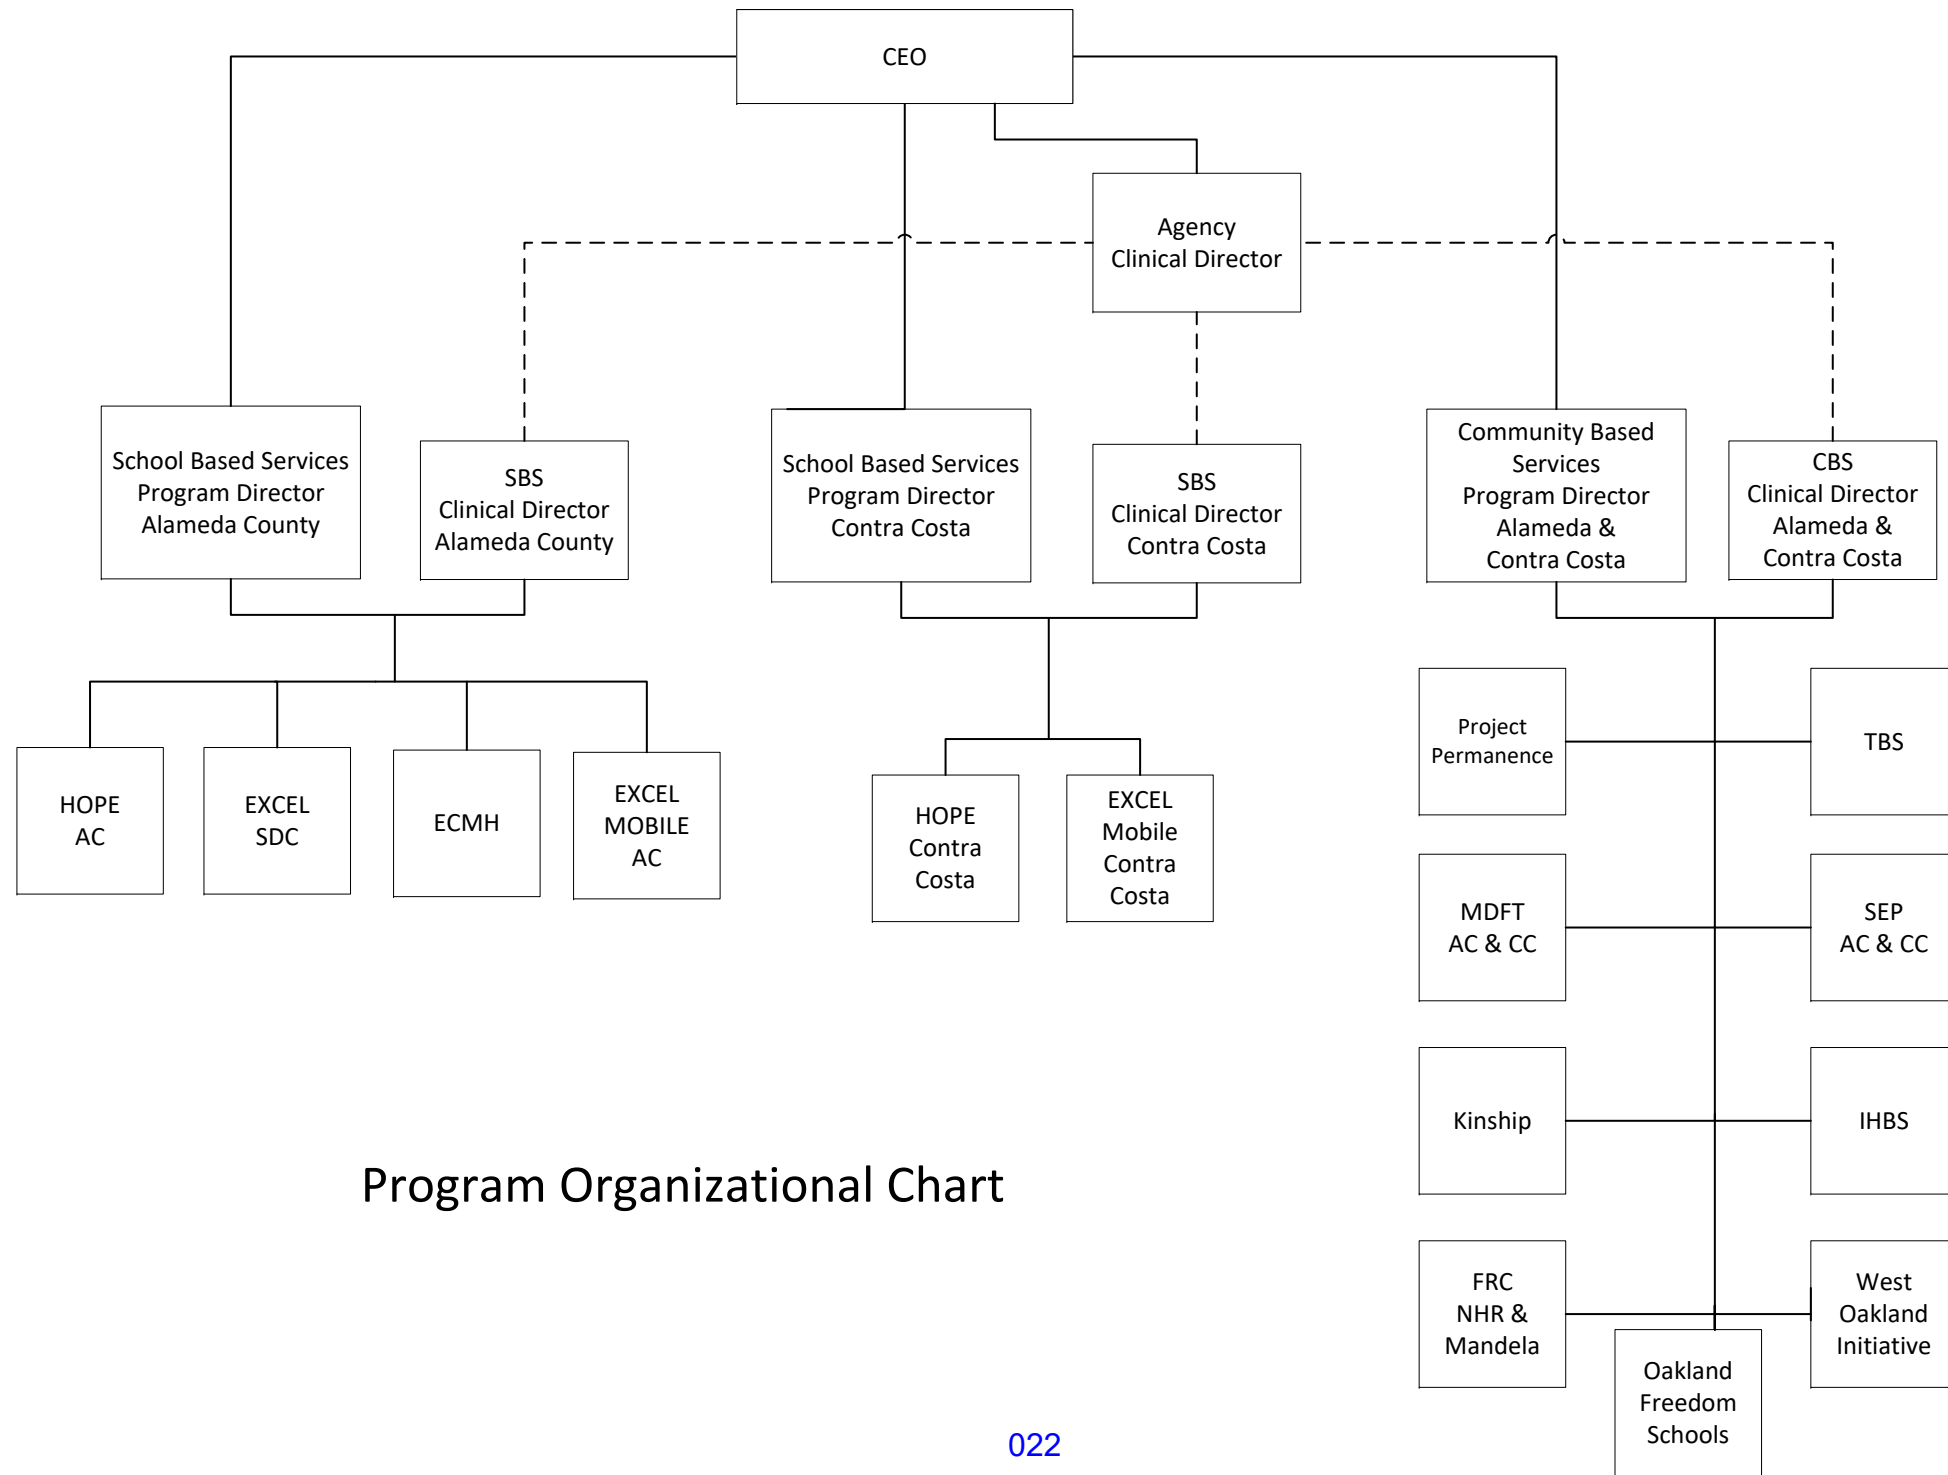 CEO
Agency
Clinical Director
School Based Services
Program Director
Alameda County
SBS
Clinical Director
Alameda County
School Based Services
Program Director
Contra Costa
SBS
Clinical Director
Contra Costa
Community Based
Services
Program Director
Alameda &
Contra Costa
CBS
Clinical Director
Alameda &
Contra Costa
HOPE
AC
EXCEL
SDC
ECMH
EXCEL
MOBILE
AC
HOPE
Contra
Costa
EXCEL
Mobile
Contra
Costa
Project
Permanence
TBS
MDFT
AC & CC
SEP
AC & CC
Kinship
IHBS
FRC
NHR &
Mandela
West
Oakland
Initiative
Oakland
Freedom
Schools
Program Organizational Chart
022